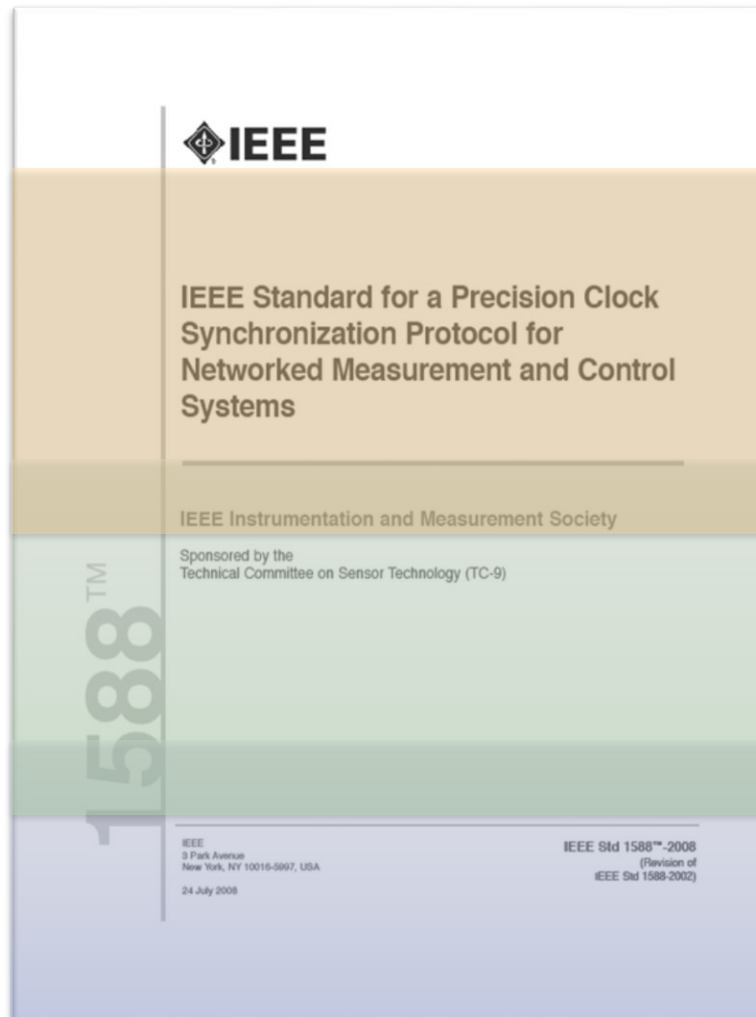 IEEE
IEEE Standard for a Precision Clock
Synchronization Protocol for
Networked Measurement and Control
Systems
IEEE Instrumentation and Measurement Society
Sponsored by the
Technical Committee on Sensor Technology (TC-9)
1588™
IEEE
3 Park Avenue
New York, NY 10016-5997, USA
24 July 2008
IEEE Std 1588™-2008
(Revision of
IEEE Std 1588-2002)